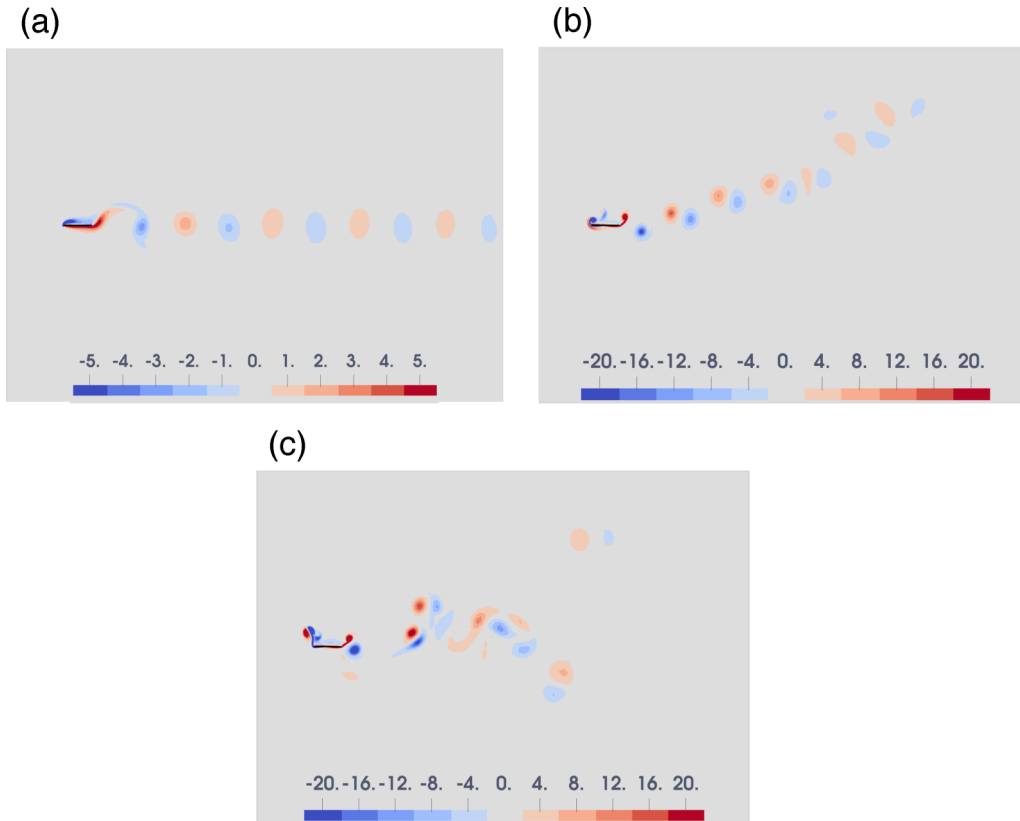 (a)
(b)
-5. -4. -3. -2. -1. 0. 1. 2. 3. 4. 5.
-20. -16. -12. -8. -4. 0. 4. 8. 12. 16. 20.
(c)
-20. -16. -12. -8. -4. 0. 4. 8. 12. 16. 20.